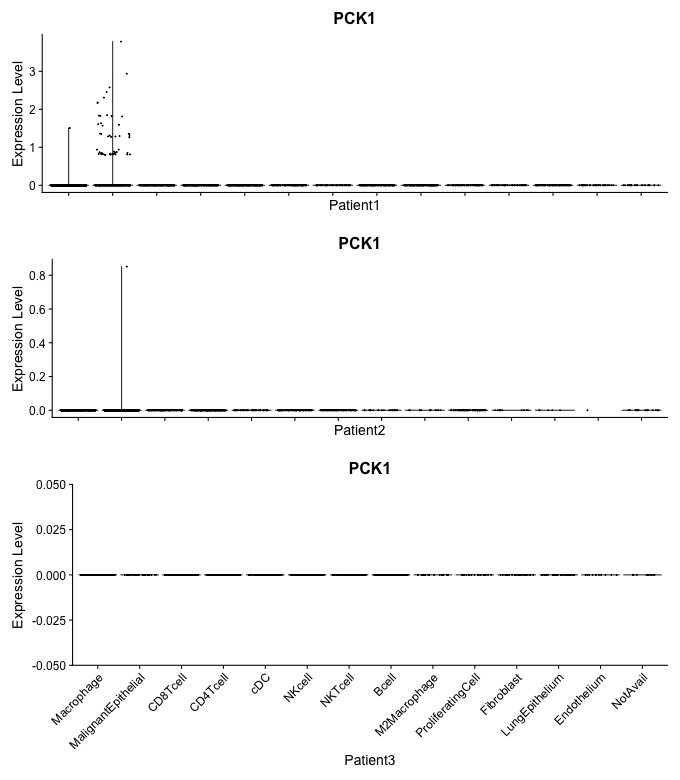 PCK1
Expression Level
3
2
1
0
Patient1
PCK1
Expression Level
0.8
0.6
0.4
0.2
0.0
Patient2
PCK1
Expression Level
0.050
0.025
0.000
-0.025
-0.050
Macrophage
MalignantEpithelial
CD8Tcell
CD4Tcell
cDC
NKcell
NKTcell
Bcell
M2Macrophage
ProliferatingCell
Fibroblast
LungEpithelium
Endothelium
NotAvail
Patient3